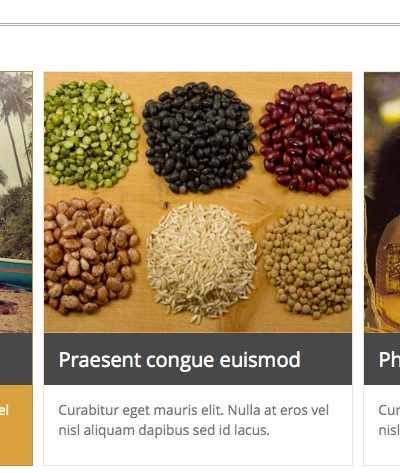 Praesent congue euismod
Ph
el
Curabitur eget mauris elit. Nulla at eros vel
nisl aliquam dapibus sed id lacus.
Cur
nisl